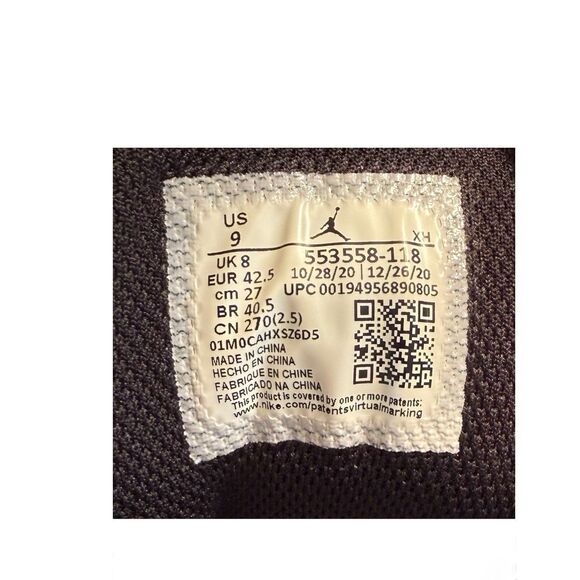 US
9
XH
UK 8
553558-118
EUR 42.5
10/28/20 | 12/26/20
cm 27
UPC 00194956890805
BR 40.5
CN 270(2.5)
01M0CAHXSZ6D5
MADE IN CHINA
HECHO EN CHINA
FABRIQUE EN CHINE
FABRICADO NA CHINA
This product is covered by one or more patents:
www.nike.com/patentsvirtualmarking